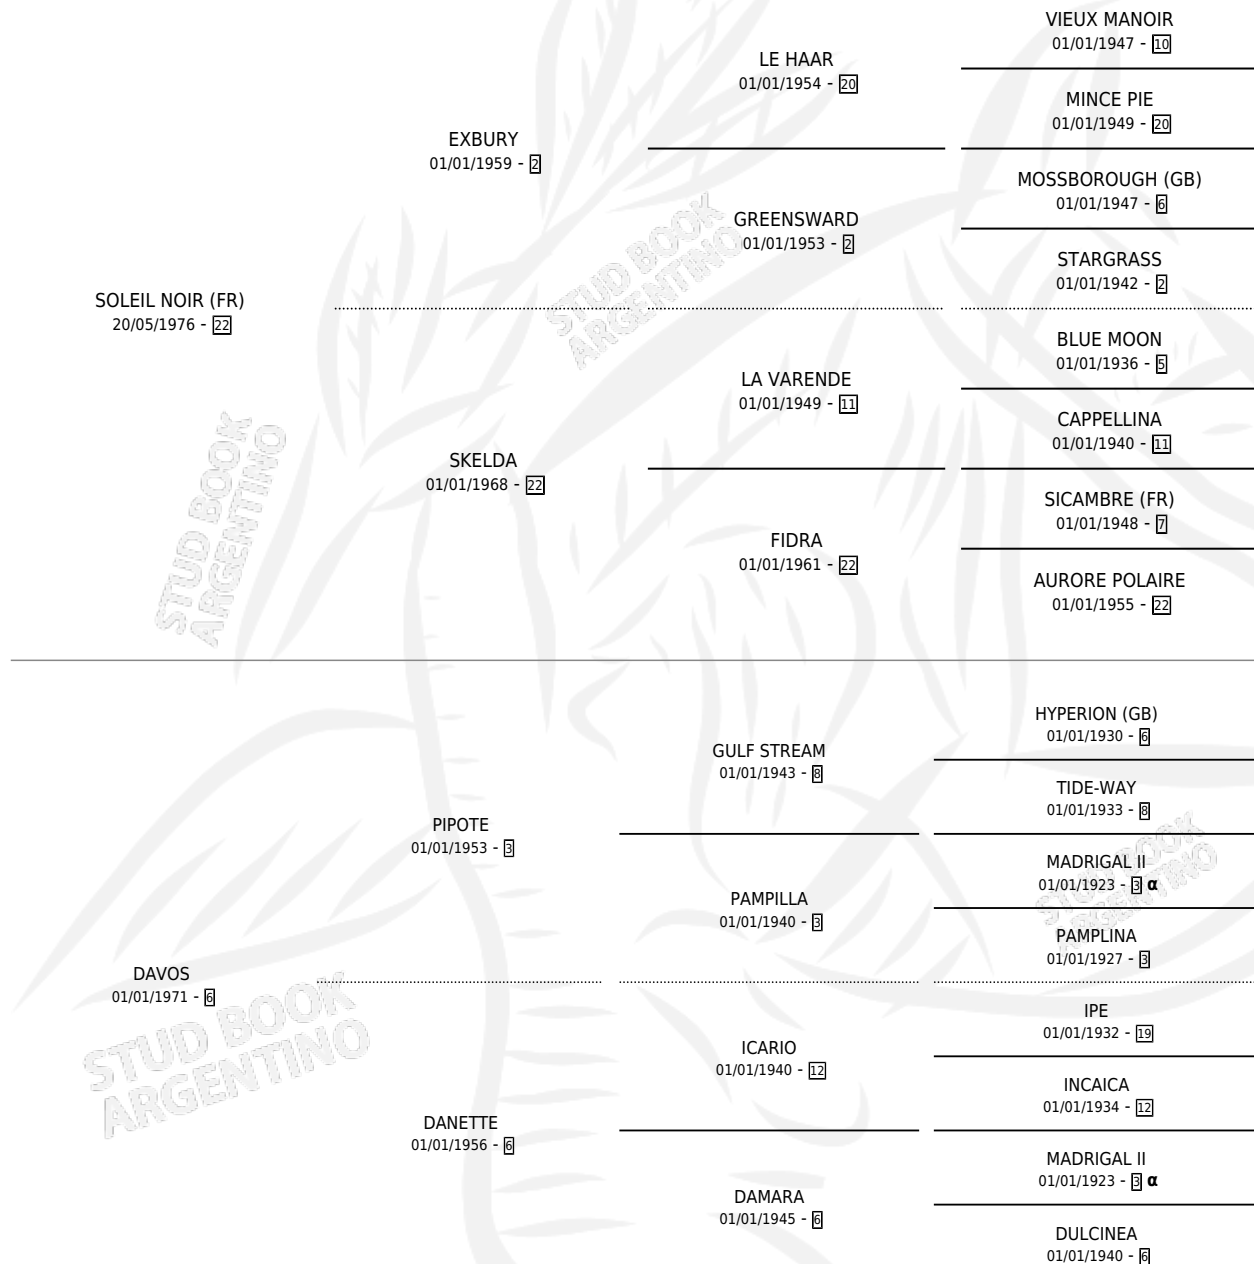 VIEUX MANOIR
01/01/1947 - 10
LE HAAR
01/01/1954 - 20
MINCE PIE
01/01/1949 - 20
EXBURY
01/01/1959 - 2
MOSSBOROUGH (GB)
01/01/1947 - 6
GREENSWARD
01/01/1953 - 2
STARGRASS
01/01/1942 - 2
SOLEIL NOIR (FR)
20/05/1976 - 22
BLUE MOON
01/01/1936 - 5
LA VARENDE
01/01/1949 - 11
CAPPELLINA
01/01/1940 - 11
SKELDA
01/01/1968 - 22
SICAMBRE (FR)
01/01/1948 - 7
FIDRA
01/01/1961 - 22
AURORE POLAIRE
01/01/1955 - 22
HYPERION (GB)
01/01/1930 - 6
GULF STREAM
01/01/1943 - 8
TIDE-WAY
01/01/1933 - 8
PIPOTE
01/01/1953 - 3
MADRIGAL II
01/01/1923 - 3 α
PAMPILLA
01/01/1940 - 3
PAMPLINA
01/01/1927 - 3
DAVOS
01/01/1971 - 6
IPE
01/01/1932 - 19
ICARIO
01/01/1940 - 12
INCAICA
01/01/1934 - 12
DANETTE
01/01/1956 - 6
MADRIGAL II
01/01/1923 - 3 α
DAMARA
01/01/1945 - 6
DULCINEA
01/01/1940 - 6
STUD BOOK
ARGENTINO
STUD BOOK
ARGENTINO
STUD BOOK
ARGENTINO
STUD BOOK
ARGENTINO